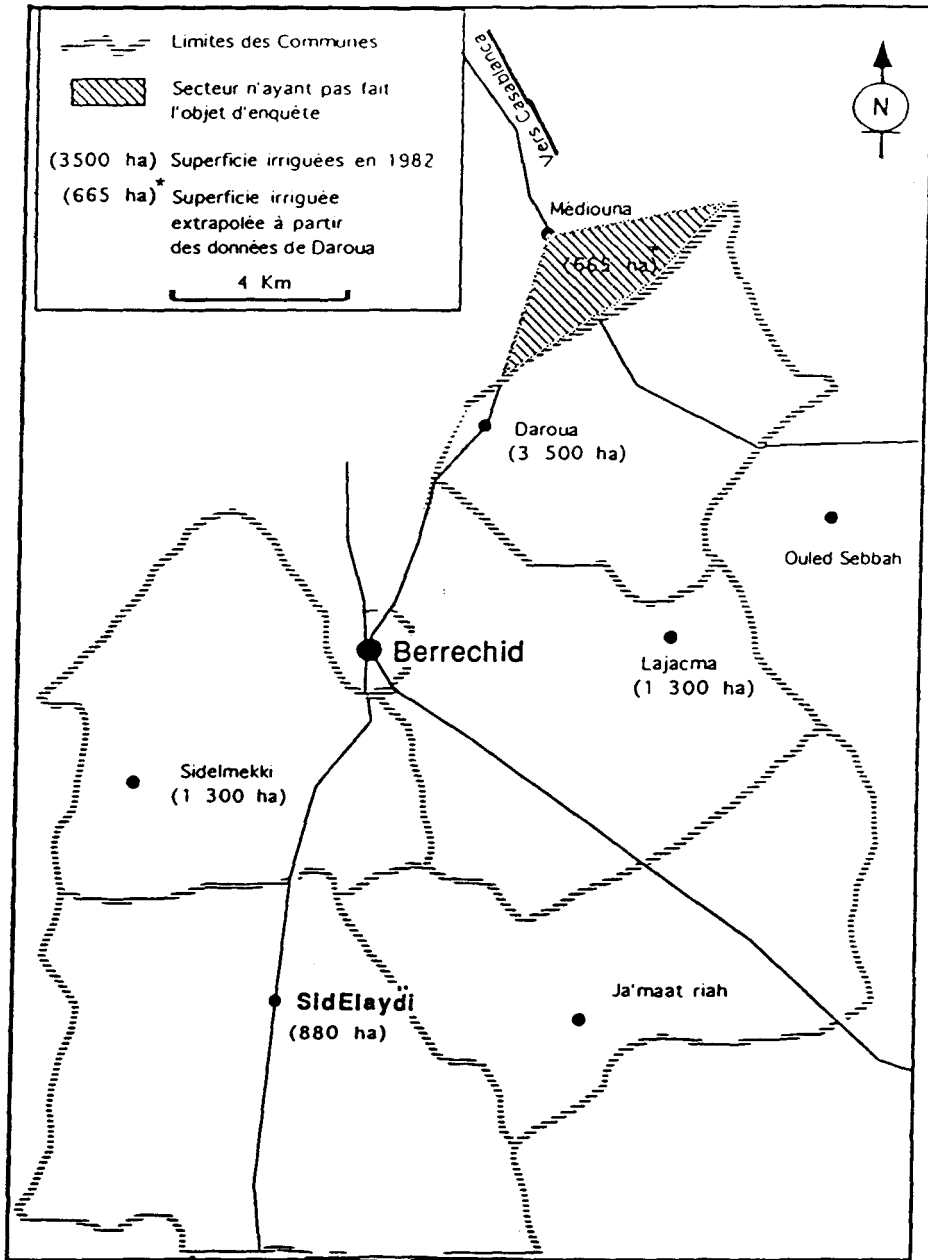 Limites des Communes
Secteur n'ayant pas fait
l'objet d'enquête
(3500 ha) Superficie irriguées en 1982
(665 ha)* Superficie irriguée
extrapolée à partir
des données de Daroua
4 Km
Vers Casablanca
N
Médiouna
(665 ha)*
Daroua
(3 500 ha)
Ouled Sebbah
Berrechid
Lajacma
(1 300 ha)
Sidelmekki
(1 300 ha)
SidElaydï
(880 ha)
Ja'maat riah